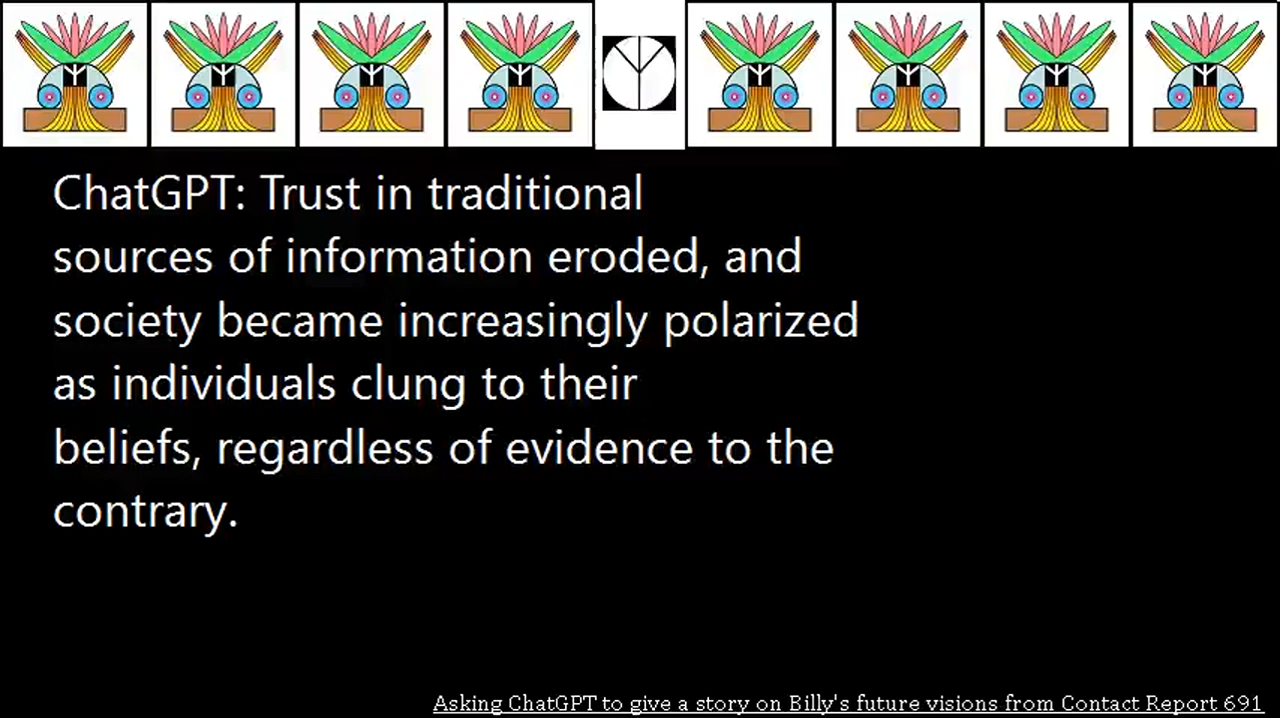 ChatGPT: Trust in traditional
sources of information eroded, and
society became increasingly polarized
as individuals clung to their
beliefs, regardless of evidence to the
contrary.
Asking ChatGPT to give a story on Billy's future visions from Contact Report 691